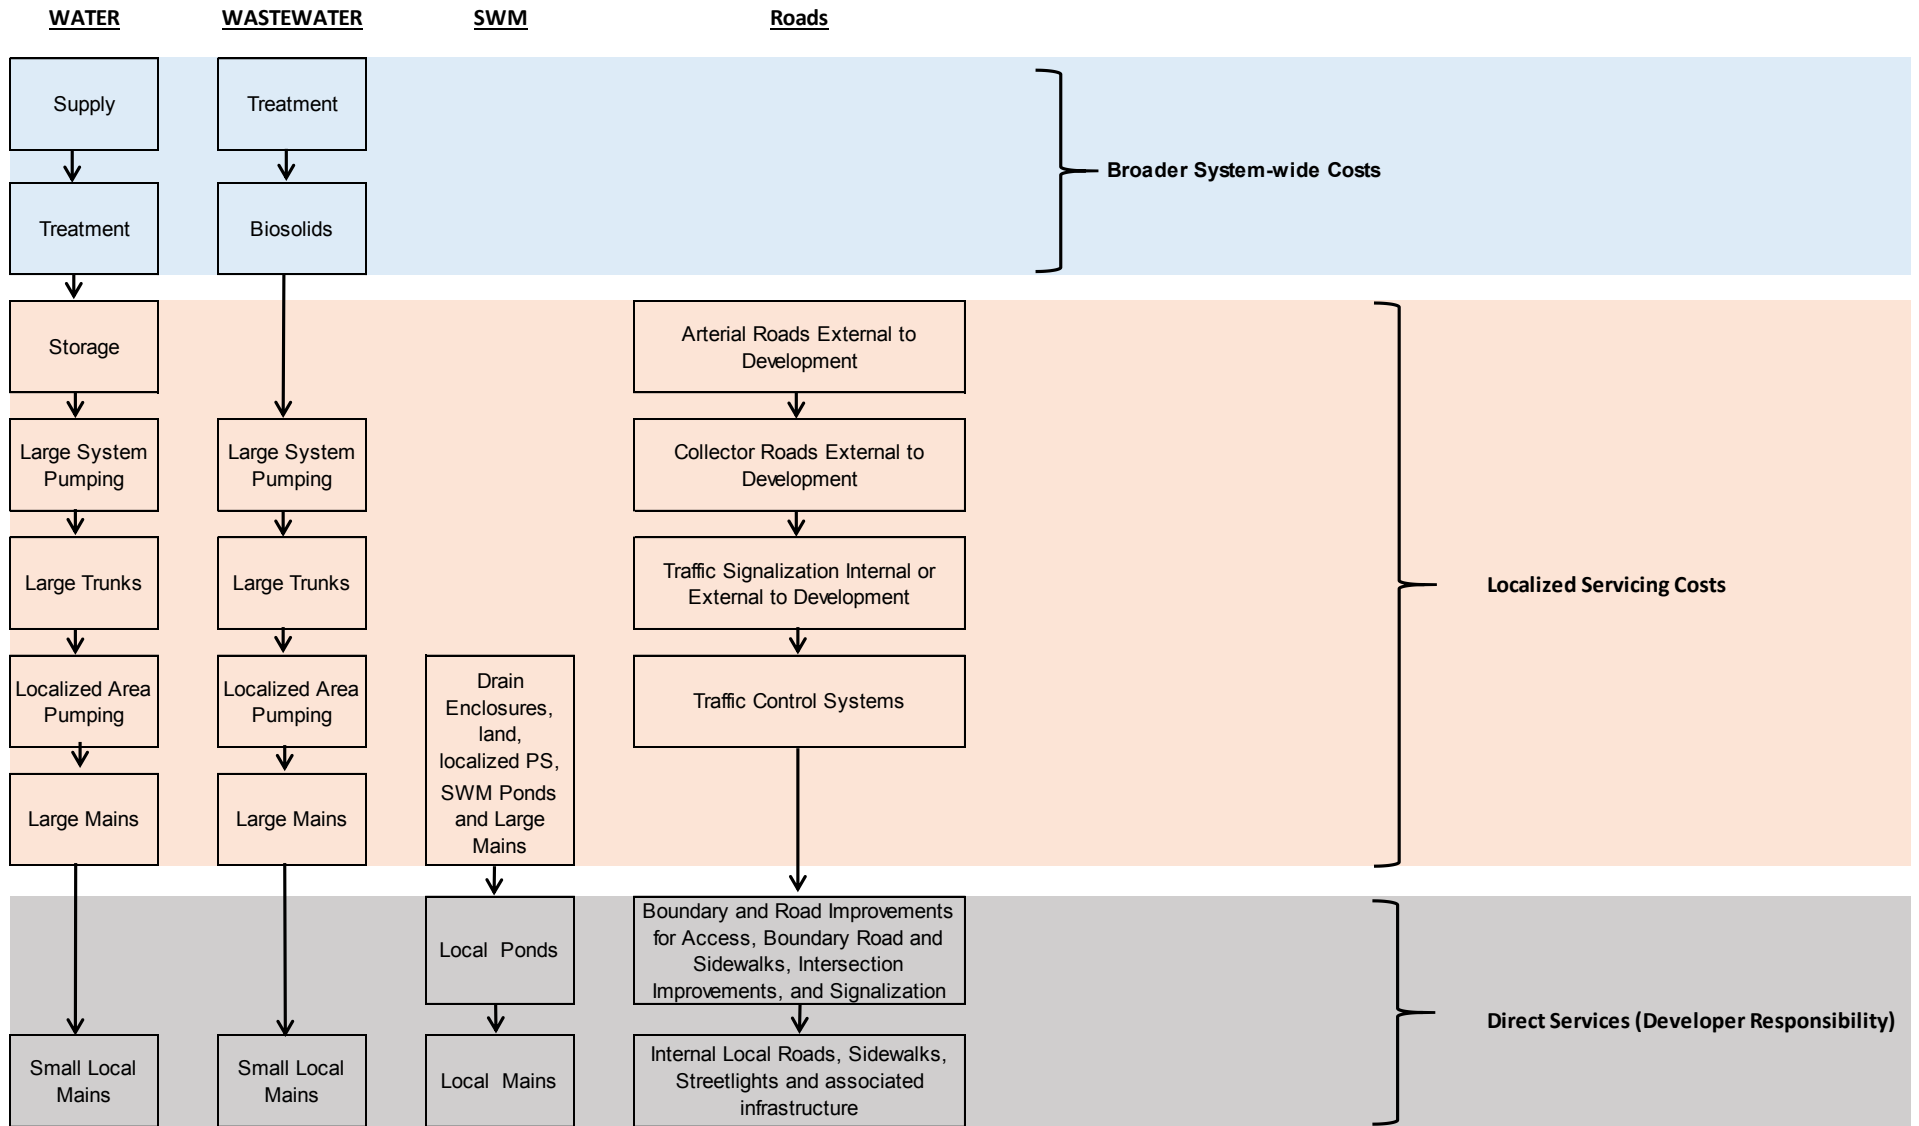 WATER
WASTEWATER
SWM
Roads
Supply
Treatment
Broader System-wide Costs
Treatment
Biosolids
Storage
Arterial Roads External to
Development
Large System
Pumping
Large System
Pumping
Collector Roads External to
Development
Large Trunks
Large Trunks
Traffic Signalization Internal or
External to Development
Localized Servicing Costs
Localized Area
Pumping
Localized Area
Pumping
Drain
Enclosures,
land,
localized PS,
SWM Ponds
and Large
Mains
Traffic Control Systems
Large Mains
Large Mains
Local Ponds
Boundary and Road Improvements
for Access, Boundary Road and
Sidewalks, Intersection
Improvements, and Signalization
Direct Services (Developer Responsibility)
Small Local
Mains
Small Local
Mains
Local Mains
Internal Local Roads, Sidewalks,
Streetlights and associated
infrastructure